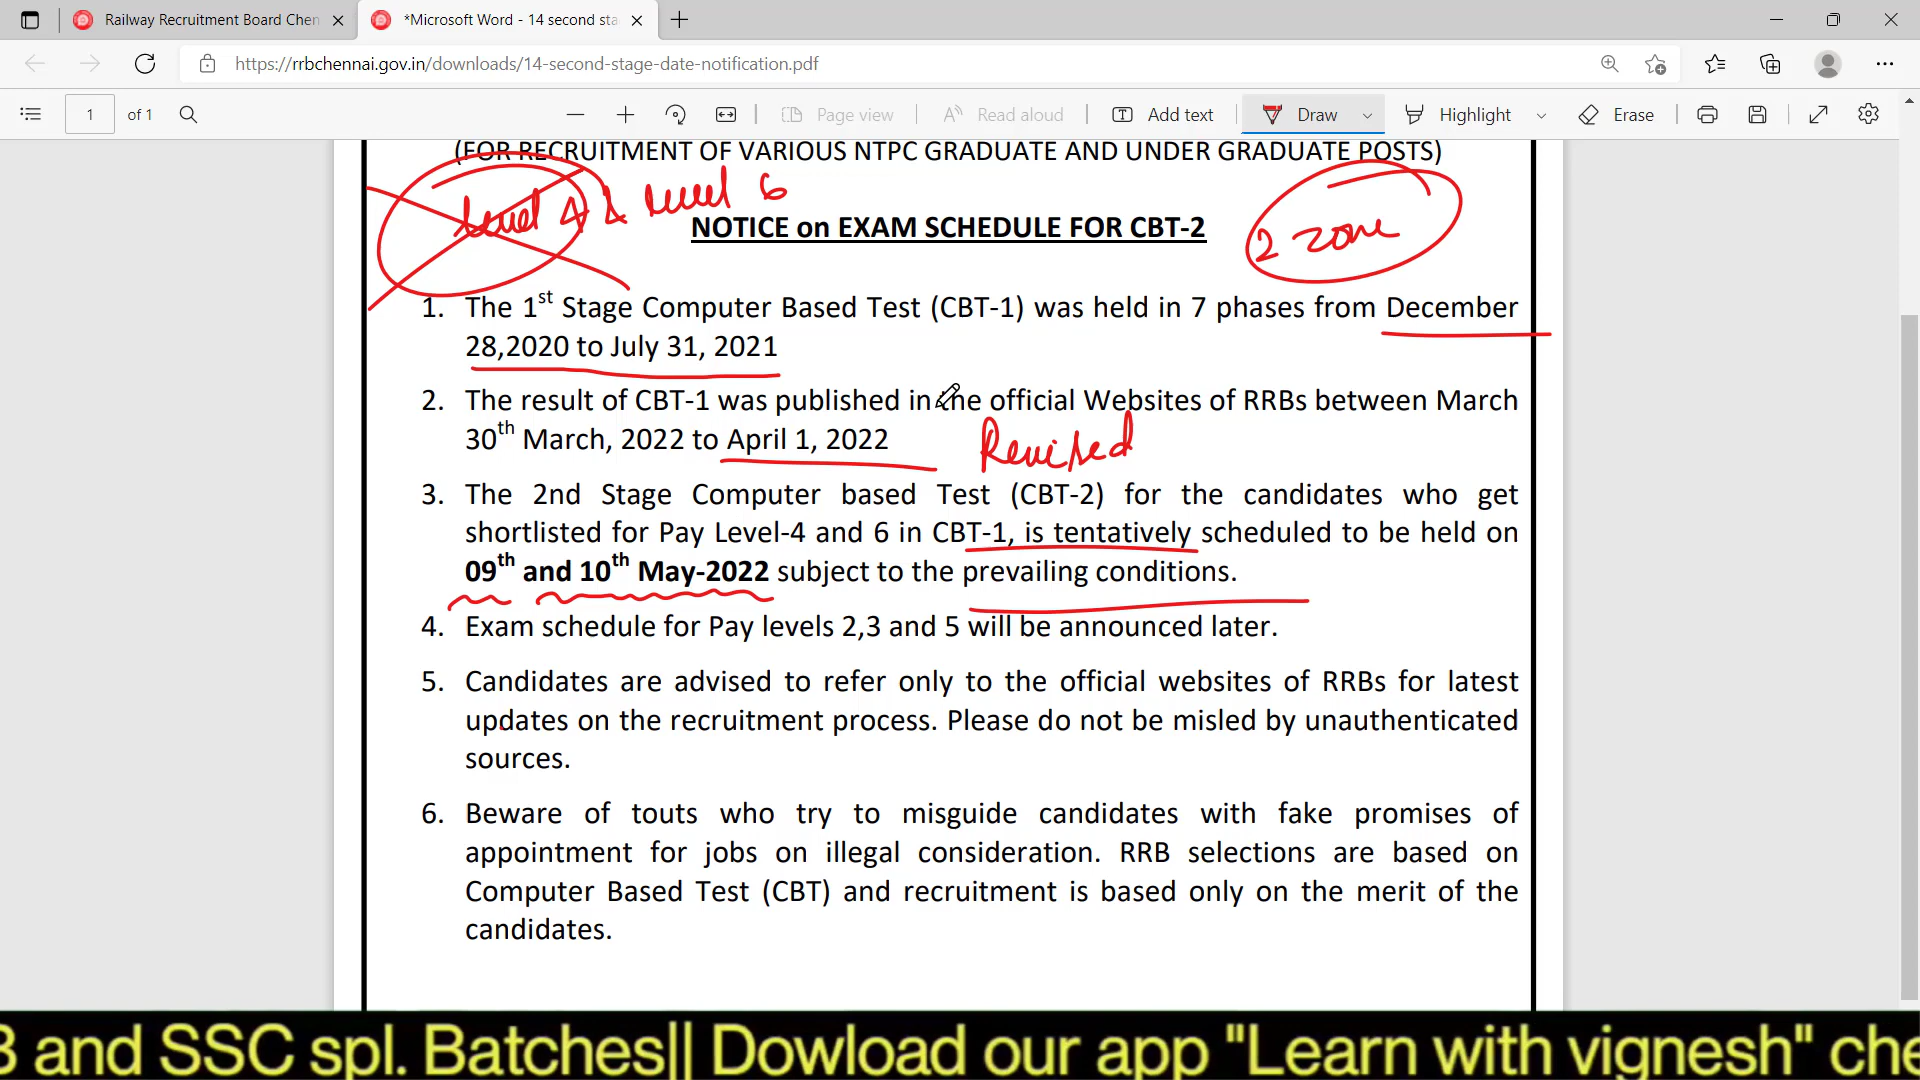 Railway Recruitment Board Chen
*Microsoft Word - 14 second sta
https://rrbchennai.gov.in/downloads/14-second-stage-date-notification.pdf
1 of 1 Page view Read aloud Add text Draw Highlight Erase
(FOR RECRUITMENT OF VARIOUS NTPC GRADUATE AND UNDER GRADUATE POSTS)
Level 4 & Level 6
2 zone
NOTICE on EXAM SCHEDULE FOR CBT-2
1. The 1st Stage Computer Based Test (CBT-1) was held in 7 phases from December
28,2020 to July 31, 2021
2. The result of CBT-1 was published in the official Websites of RRBs between March
30th March, 2022 to April 1, 2022
Revised
3. The 2nd Stage Computer based Test (CBT-2) for the candidates who get
shortlisted for Pay Level-4 and 6 in CBT-1, is tentatively scheduled to be held on
09th and 10th May-2022 subject to the prevailing conditions.
4. Exam schedule for Pay levels 2,3 and 5 will be announced later.
5. Candidates are advised to refer only to the official websites of RRBs for latest
updates on the recruitment process. Please do not be misled by unauthenticated
sources.
6. Beware of touts who try to misguide candidates with fake promises of
appointment for jobs on illegal consideration. RRB selections are based on
Computer Based Test (CBT) and recruitment is based only on the merit of the
candidates.
B and SSC spl. Batches|| Dowload our app "Learn with vignesh" che